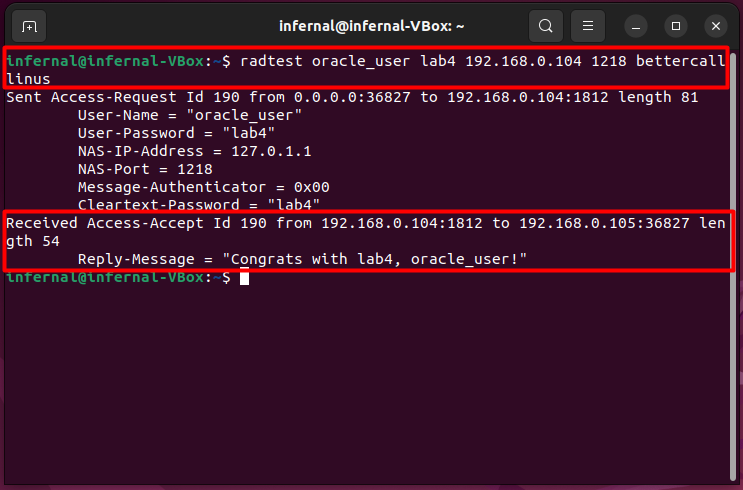 infernal@infernal-VBox: ~
infernal@infernal-VBox:~$ radtest oracle_user lab4 192.168.0.104 1218 bettercall
linus
Sent Access-Request Id 190 from 0.0.0.0:36827 to 192.168.0.104:1812 length 81
User-Name = "oracle_user"
User-Password = "lab4"
NAS-IP-Address = 127.0.1.1
NAS-Port = 1218
Message-Authenticator = 0x00
Cleartext-Password = "lab4"
Received Access-Accept Id 190 from 192.168.0.104:1812 to 192.168.0.105:36827 len
gth 54
Reply-Message = "Congrats with lab4, oracle_user!"
infernal@infernal-VBox:~$